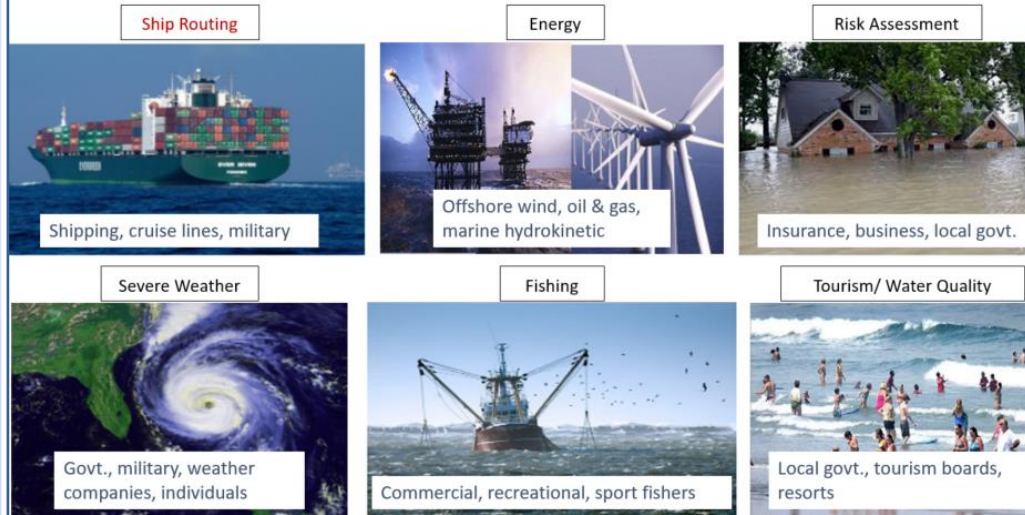 Ship Routing
Energy
Risk Assessment
EVERGREEN
Shipping, cruise lines, military
Offshore wind, oil & gas,
marine hydrokinetic
Insurance, business, local govt.
Severe Weather
Fishing
Tourism/ Water Quality
Govt., military, weather
companies, individuals
Commercial, recreational, sport fishers
Local govt., tourism boards,
resorts